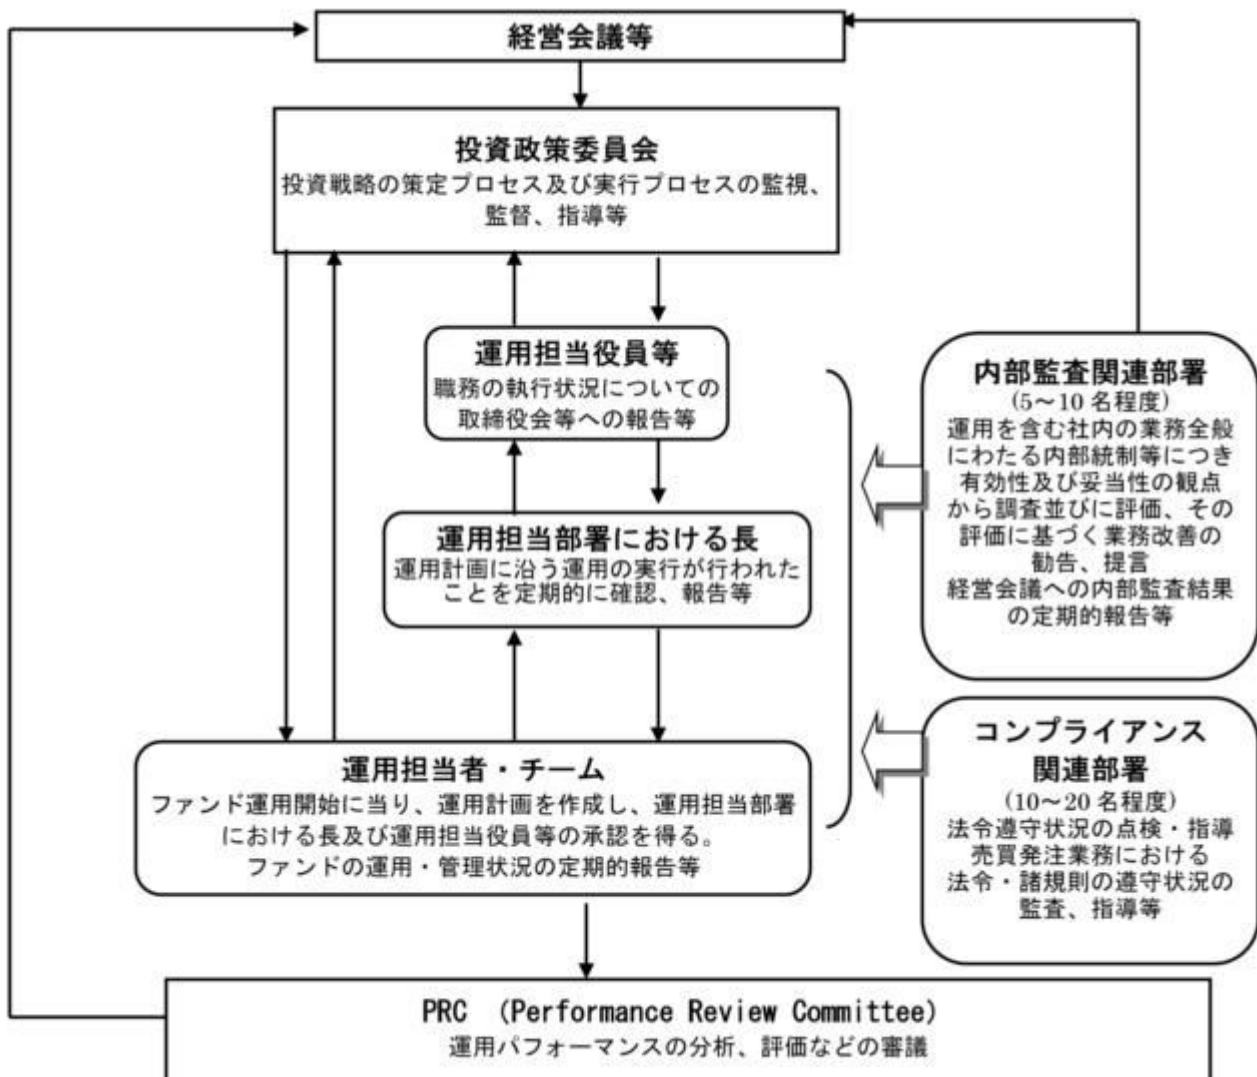 経営会議等
投資政策委員会
投資戦略の策定プロセス及び実行プロセスの監視、
監督、指導等
運用担当役員等
職務の執行状況についての
取締役会等への報告等
運用担当部署における長
運用計画に沿う運用の実行が行われた
ことを定期的に確認、報告等
運用担当者・チーム
ファンド運用開始に当り、運用計画を作成し、運用担当部署
における長及び運用担当役員等の承認を得る。
ファンドの運用・管理状況の定期的報告等
内部監査関連部署
(5～10 名程度)
運用を含む社内の業務全般
にわたる内部統制等につき
有効性及び妥当性の観点
から調査並びに評価、その
評価に基づく業務改善の
勧告、提言
経営会議への内部監査結果
の定期的報告等
コンプライアンス
関連部署
(10～20 名程度)
法令遵守状況の点検・指導
売買発注業務における
法令・諸規則の遵守状況の
監査、指導等
PRC （Performance Review Committee）
運用パフォーマンスの分析、評価などの審議